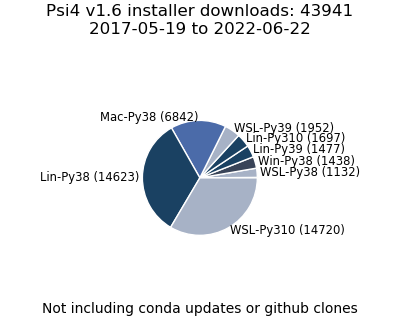 Psi4 v1.6 installer downloads: 43941
2017-05-19 to 2022-06-22
Mac-Py38 (6842)
WSL-Py39 (1952)
Lin-Py310 (1697)
Lin-Py39 (1477)
Win-Py38 (1438)
WSL-Py38 (1132)
Lin-Py38 (14623)
WSL-Py310 (14720)
Not including conda updates or github clones